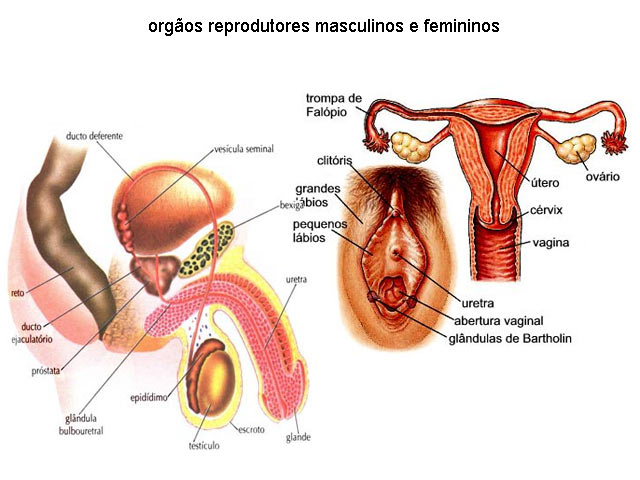 orgãos reprodutores masculinos e femininos
ducto deferente
vesícula seminal
bexiga
reto
uretra
ducto
ejaculatório
próstata
epidídimo
glândula
bulbouretral
testículo
escroto
glande
trompa de
Falópio
clitóris
grandes
lábios
pequenos
lábios
útero
ovário
cérvix
vagina
uretra
abertura vaginal
glândulas de Bartholin